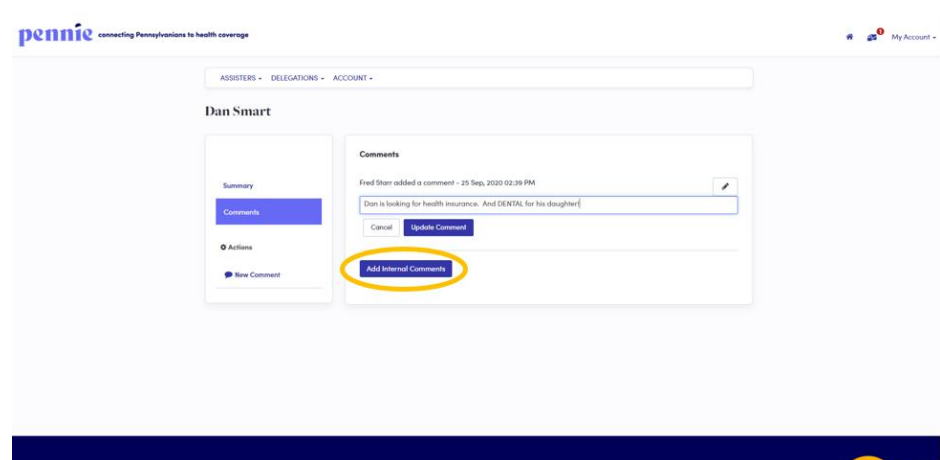 pennie connecting Pennsylvanians to health coverage
1
My Account
ASSISTERS DELEGATIONS ACCOUNT
Dan Smart
Summary
Comments
Actions
New Comment
Comments
Fred Starr added a comment - 25 Sep, 2020 02:39 PM
Dan is looking for health insurance. And DENTAL for his daughter!
Cancel Update Comment
Add Internal Comments